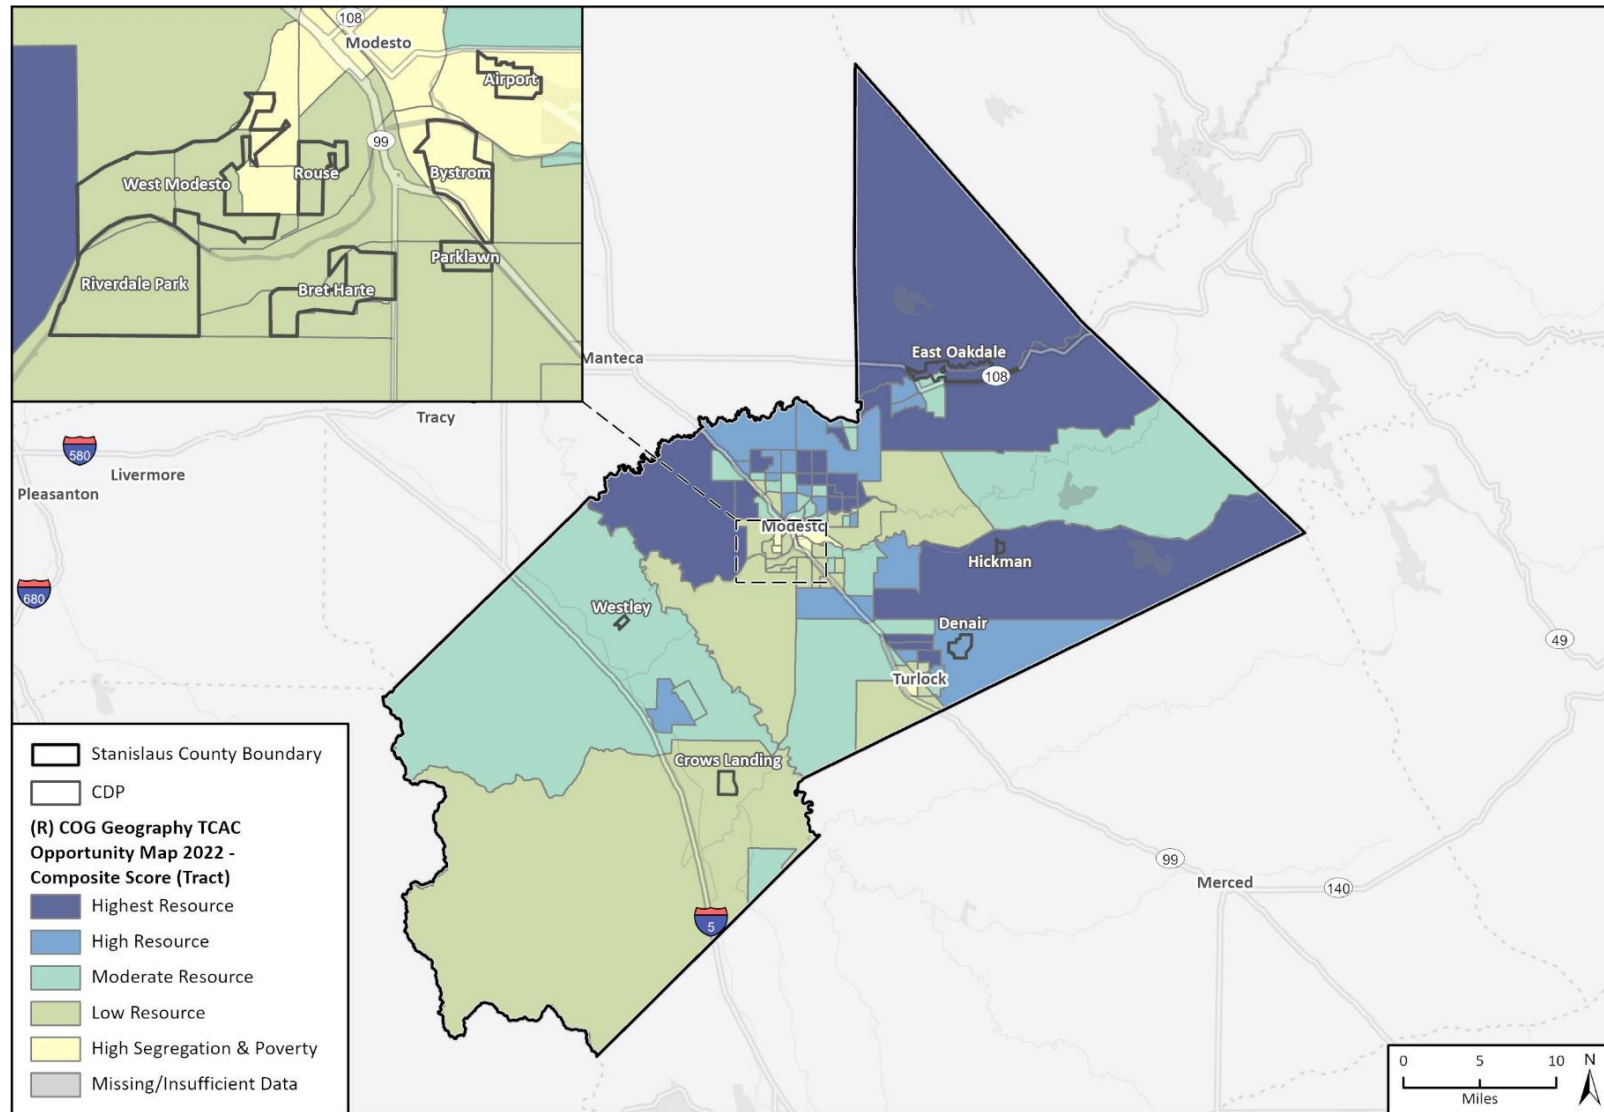 108
Modesto
Airport
99
West Modesto
Rouse
Bystrom
Parklawn
Riverdale Park
Bret Harte
Manteca
East Oakdale
108
Tracy
580
Livermore
Pleasanton
Modesto
Hickman
680
Westley
Denair
49
Turlock
Crows Landing
99
Merced
140
5
Stanislaus County Boundary
CDP
(R) COG Geography TCAC
Opportunity Map 2022 -
Composite Score (Tract)
Highest Resource
High Resource
Moderate Resource
Low Resource
High Segregation & Poverty
Missing/Insufficient Data
0 5 10
Miles
N